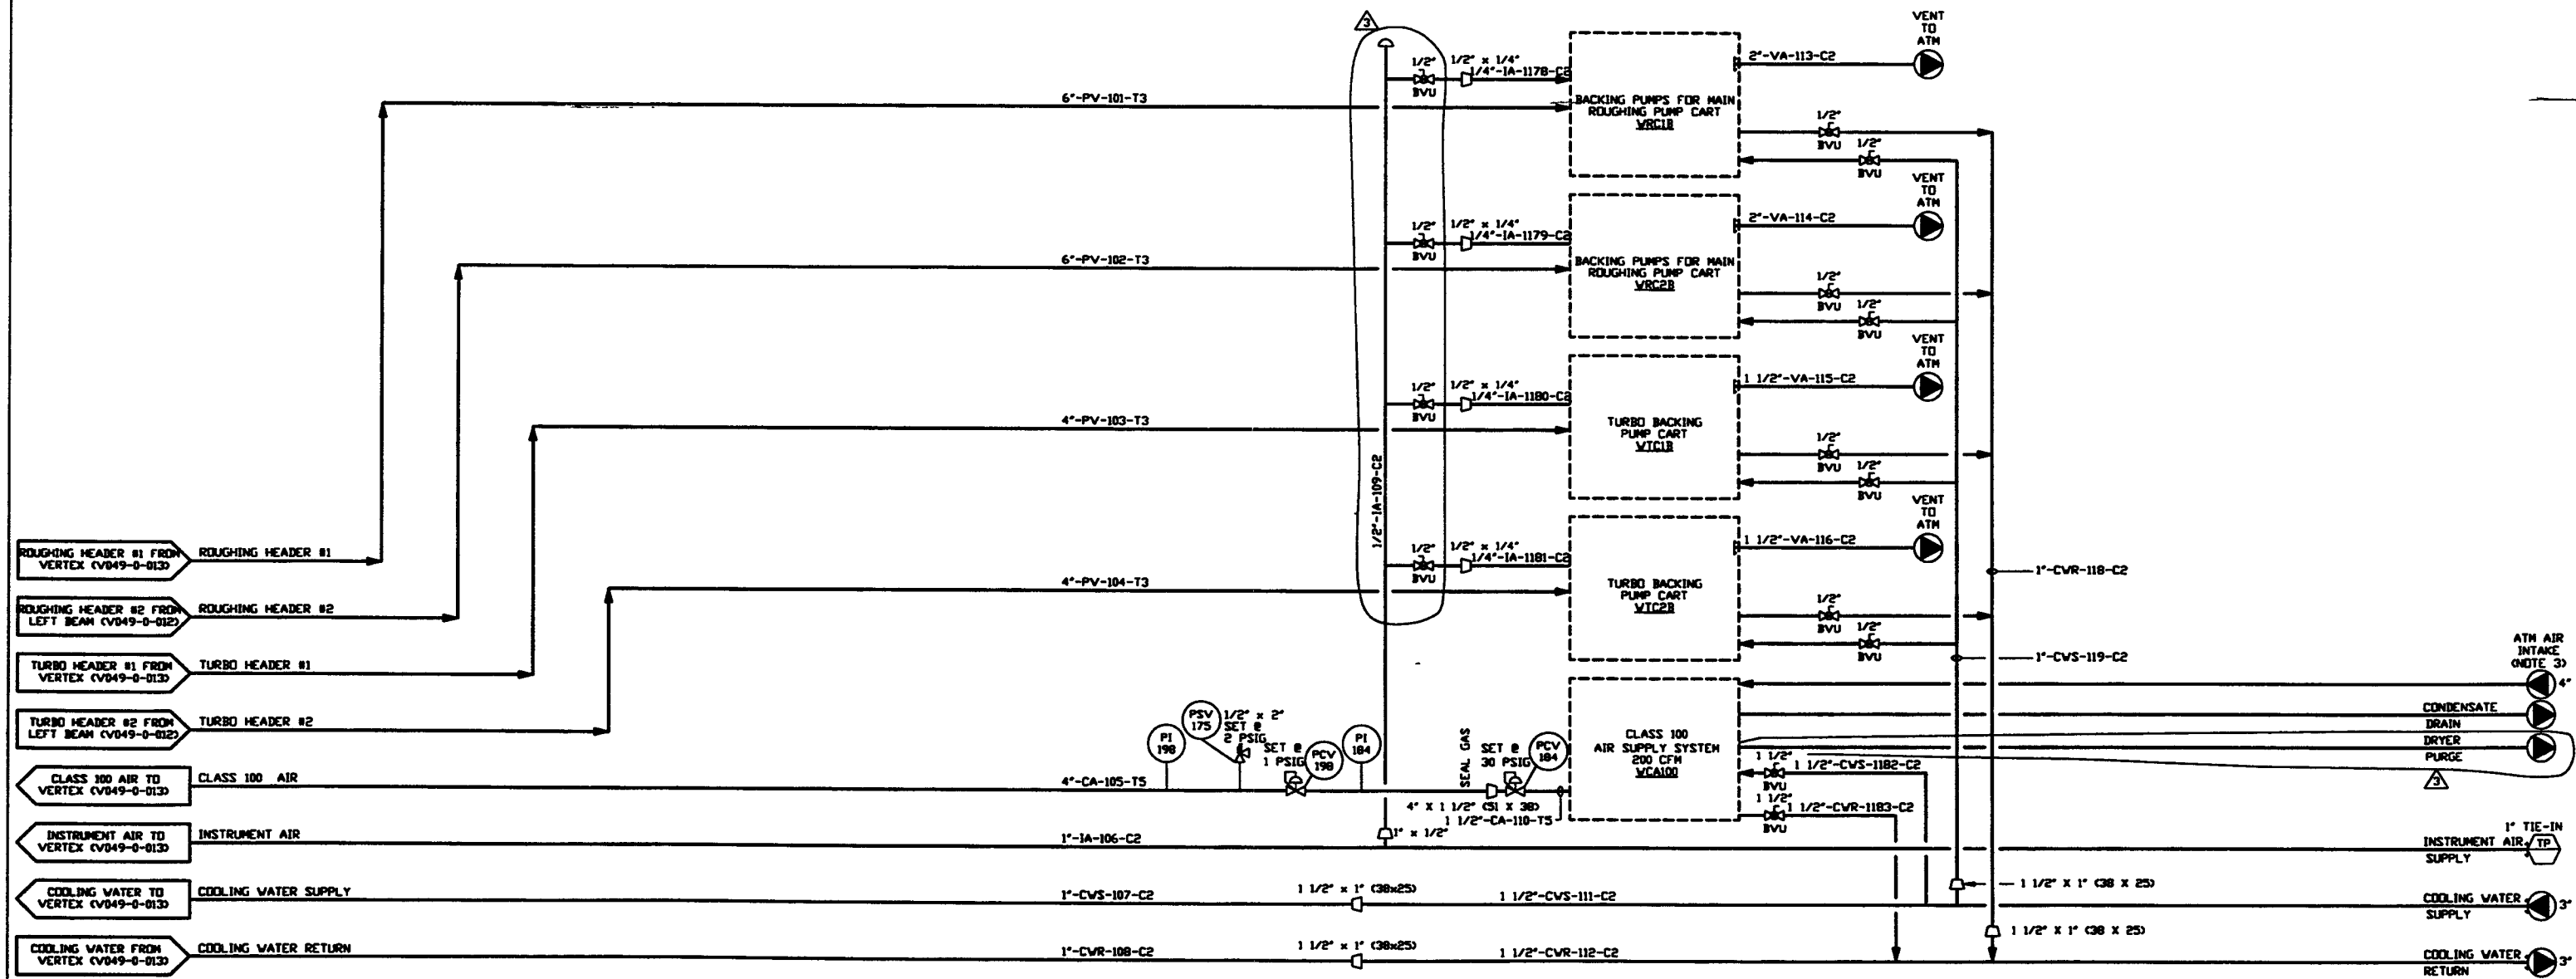 3
VENT
TO
ATM
1/2"
1/2" x 1/4"
1/4"-IA-1178-C2
BVU
2"-VA-113-C2
6"-PV-101-T3
BACKING PUMPS FOR MAIN
ROUGHING PUMP CART
WRC1B
1/2"
BVU
1/2"
BVU
VENT
TO
ATM
1/2"
1/2" x 1/4"
1/4"-IA-1179-C2
BVU
2"-VA-114-C2
6"-PV-102-T3
BACKING PUMPS FOR MAIN
ROUGHING PUMP CART
WRC2B
1/2"
BVU
1/2"
BVU
VENT
TO
ATM
1/2"
1/2" x 1/4"
1/4"-IA-1180-C2
BVU
1 1/2"-VA-115-C2
4"-PV-103-T3
TURBO BACKING
PUMP CART
WTC1B
1/2"
BVU
1/2"
BVU
1/2"-IA-109-C2
VENT
TO
ATM
1/2"
1/2" x 1/4"
1/4"-IA-1181-C2
BVU
1 1/2"-VA-116-C2
4"-PV-104-T3
TURBO BACKING
PUMP CART
WTC2B
1/2"
BVU
1/2"
BVU
1"-CWR-118-C2
1"-CWS-119-C2
ROUGHING HEADER #1 FROM
VERTEX (V049-0-013)
ROUGHING HEADER #1
ROUGHING HEADER #2 FROM
LEFT BEAM (V049-0-012)
ROUGHING HEADER #2
TURBO HEADER #1 FROM
VERTEX (V049-0-013)
TURBO HEADER #1
TURBO HEADER #2 FROM
LEFT BEAM (V049-0-012)
TURBO HEADER #2
ATM AIR
INTAKE
(NOTE 3)
4"
CONDENSATE
DRAIN
DRYER
PURGE
3
CLASS 100 AIR TO
VERTEX (V049-0-013)
CLASS 100 AIR
4"-CA-105-T5
PI
198
PSV
175
1/2" x 2"
SET @
2 PSIG
SET @
1 PSIG
PCV
198
PI
184
SEAL GAS
SET @
30 PSIG
PCV
184
4" X 1 1/2" (51 X 38)
1 1/2"-CA-110-T5
CLASS 100
AIR SUPPLY SYSTEM
200 CFM
WCA100
1 1/2"
1 1/2"-CWS-1182-C2
BVU
1 1/2"
1 1/2"-CWR-1183-C2
BVU
INSTRUMENT AIR TO
VERTEX (V049-0-013)
INSTRUMENT AIR
1"-IA-106-C2
1" x 1/2"
1" TIE-IN
INSTRUMENT AIR
SUPPLY
TP
COOLING WATER TO
VERTEX (V049-0-013)
COOLING WATER SUPPLY
1"-CWS-107-C2
1 1/2" x 1" (38x25)
1 1/2"-CWS-111-C2
1 1/2" X 1" (38 X 25)
COOLING WATER
SUPPLY
3"
COOLING WATER FROM
VERTEX (V049-0-013)
COOLING WATER RETURN
1"-CWR-108-C2
1 1/2" x 1" (38x25)
1 1/2"-CWR-112-C2
1 1/2" X 1" (38 X 25)
COOLING WATER
RETURN
3"